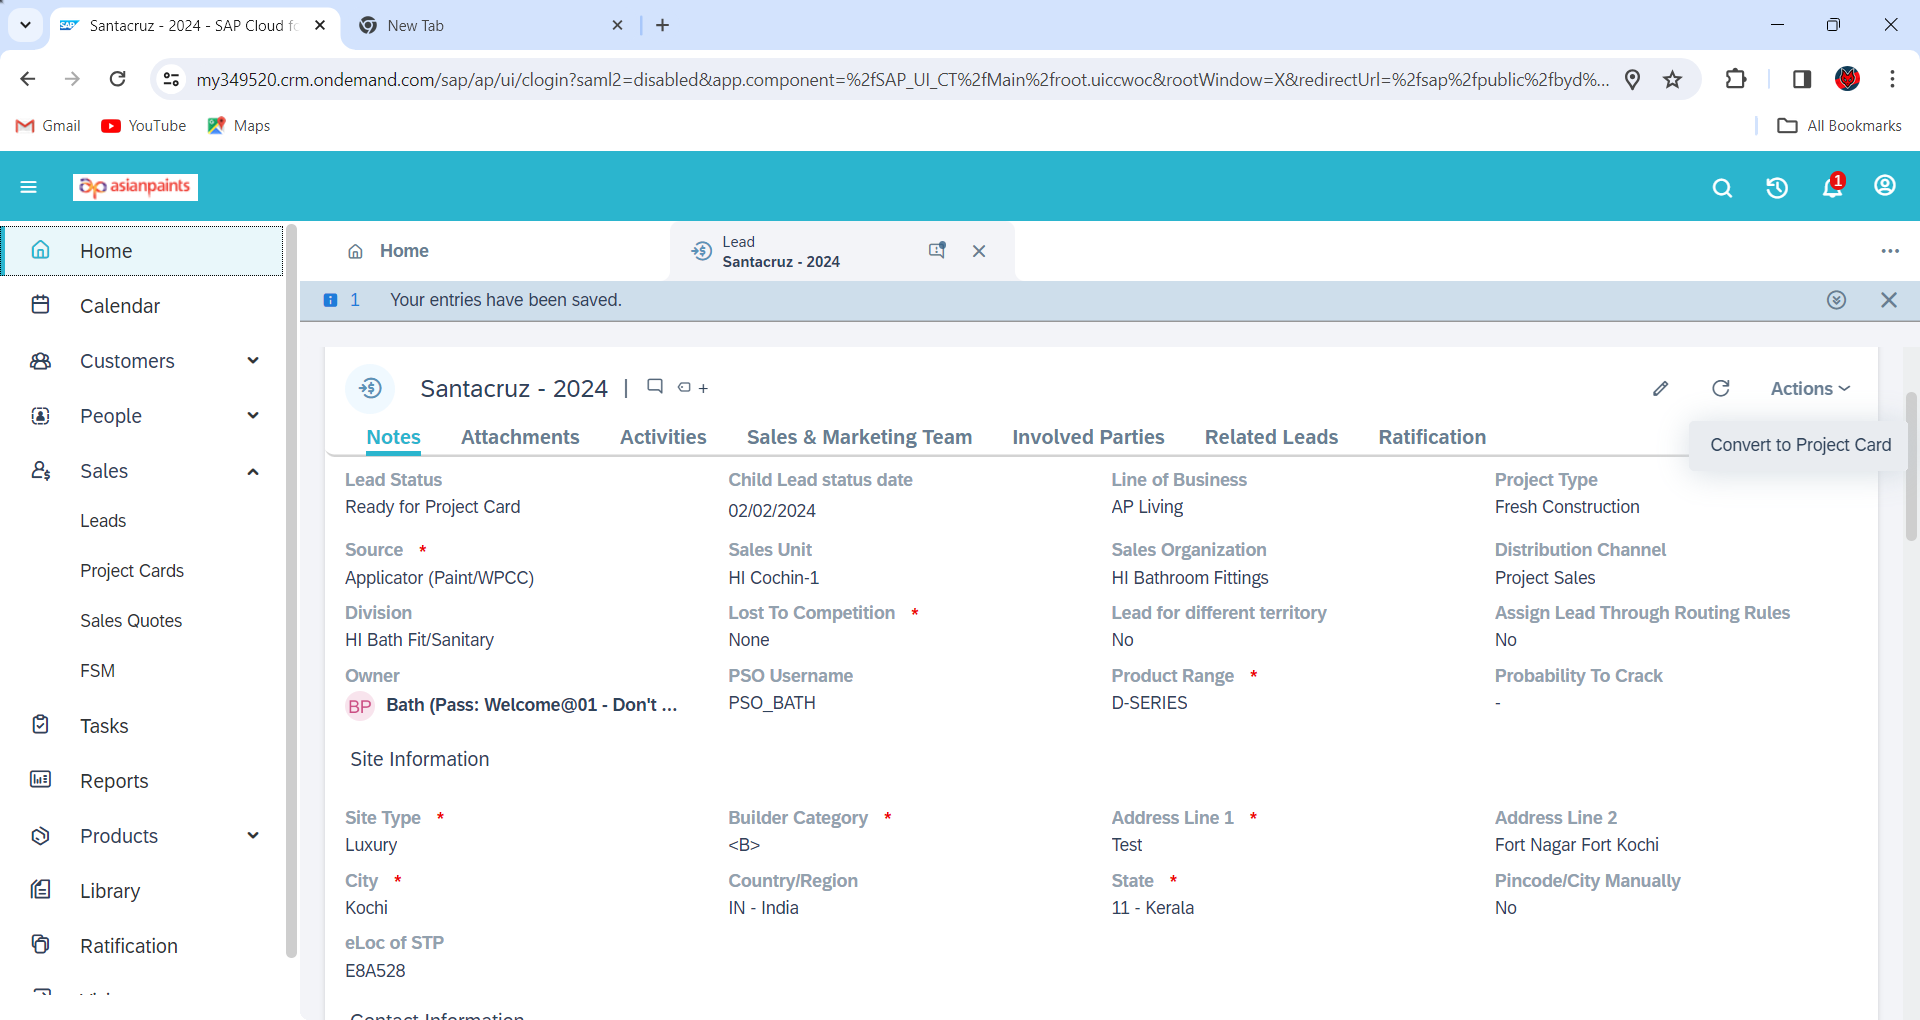 Santacruz - 2024 - SAP Cloud fo
New Tab
my349520.crm.ondemand.com/sap/ap/ui/clogin?saml2=disabled&app.component=%2fSAP_UI_CT%2fMain%2froot.uiccwoc&rootWindow=X&redirectUrl=%2fsap%2fpublic%2fbyd%...
Gmail YouTube Maps All Bookmarks
asianpaints 1
Home
Calendar
Customers
People
Sales
Leads
Project Cards
Sales Quotes
FSM
Tasks
Reports
Products
Library
Ratification
Home
Lead
Santacruz - 2024
1 Your entries have been saved.
Santacruz - 2024 | +
Actions
Notes Attachments Activities Sales & Marketing Team Involved Parties Related Leads Ratification
Convert to Project Card
Lead Status Child Lead status date Line of Business Project Type
Ready for Project Card 02/02/2024 AP Living Fresh Construction
Source * Sales Unit Sales Organization Distribution Channel
Applicator (Paint/WPCC) HI Cochin-1 HI Bathroom Fittings Project Sales
Division Lost To Competition * Lead for different territory Assign Lead Through Routing Rules
HI Bath Fit/Sanitary None No No
Owner PSO Username Product Range * Probability To Crack
BP Bath (Pass: Welcome@01 - Don't ... PSO_BATH D-SERIES -
Site Information
Site Type * Builder Category * Address Line 1 * Address Line 2
Luxury <B> Test Fort Nagar Fort Kochi
City * Country/Region State * Pincode/City Manually
Kochi IN - India 11 - Kerala No
eLoc of STP
E8A528
Contact Information